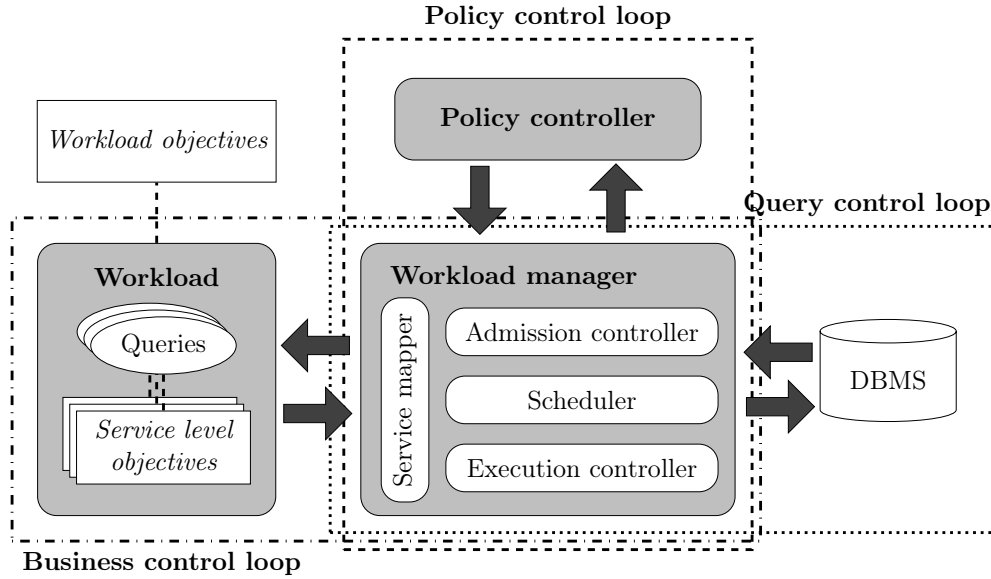 Policy control loop
Policy controller
Workload objectives
Query control loop
Workload
Queries
Service level
objectives
Workload manager
Service mapper
Admission controller
Scheduler
Execution controller
DBMS
Business control loop